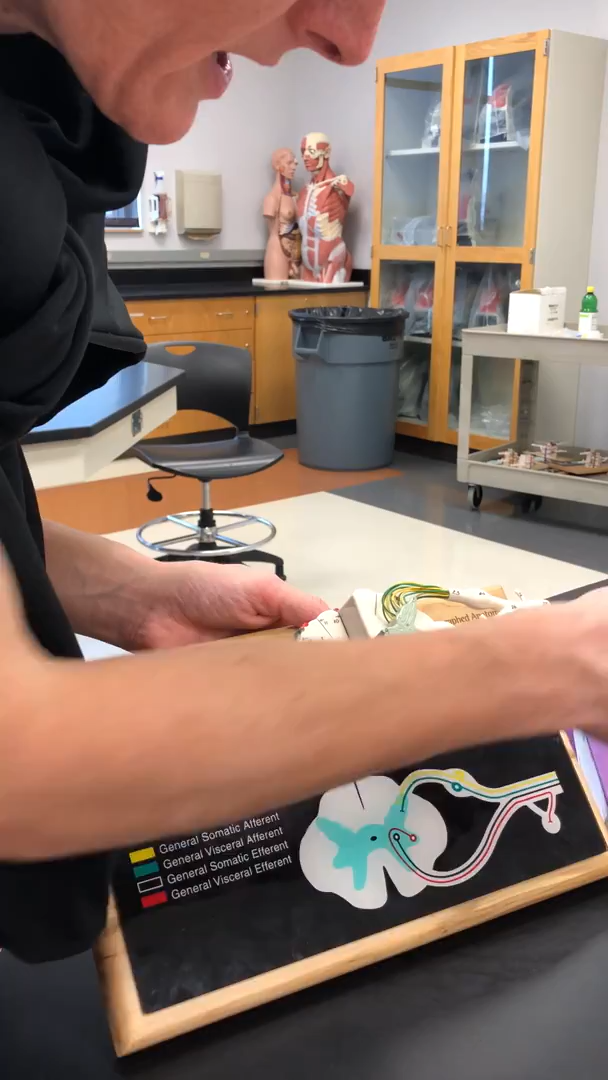 General Somatic Afferent
General Visceral Afferent
General Somatic Efferent
General Visceral Efferent